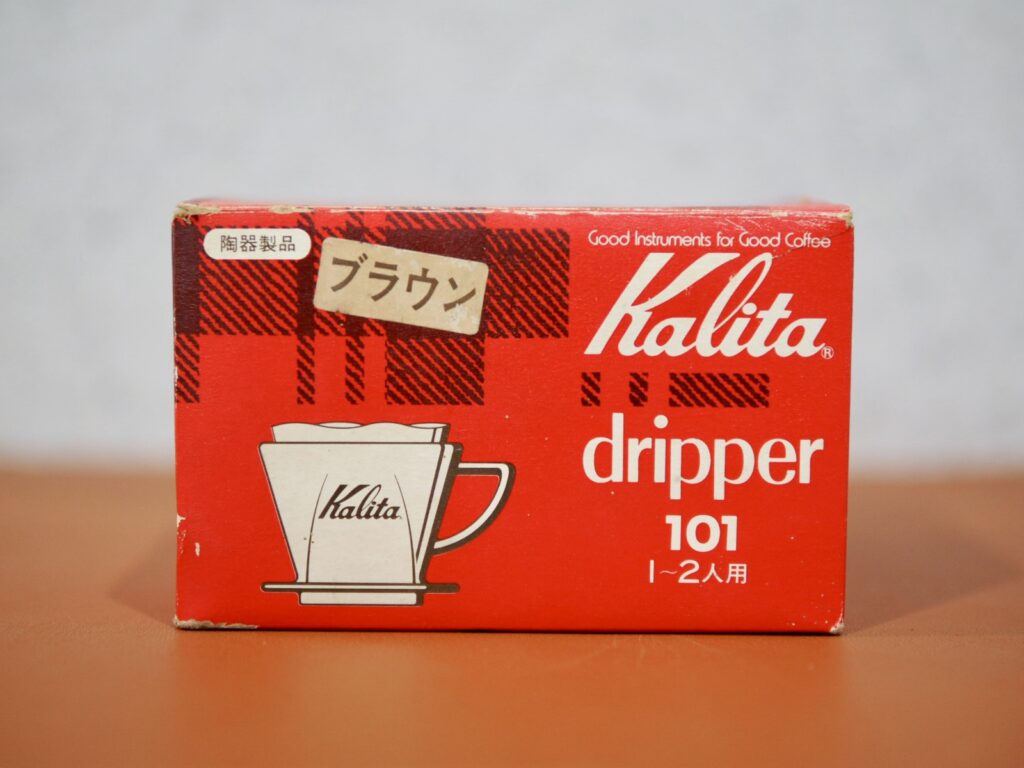 陶器製品
ブラウン
Good Instruments for Good Coffee
Kalita®
dripper
101
1~2人用
Kalita